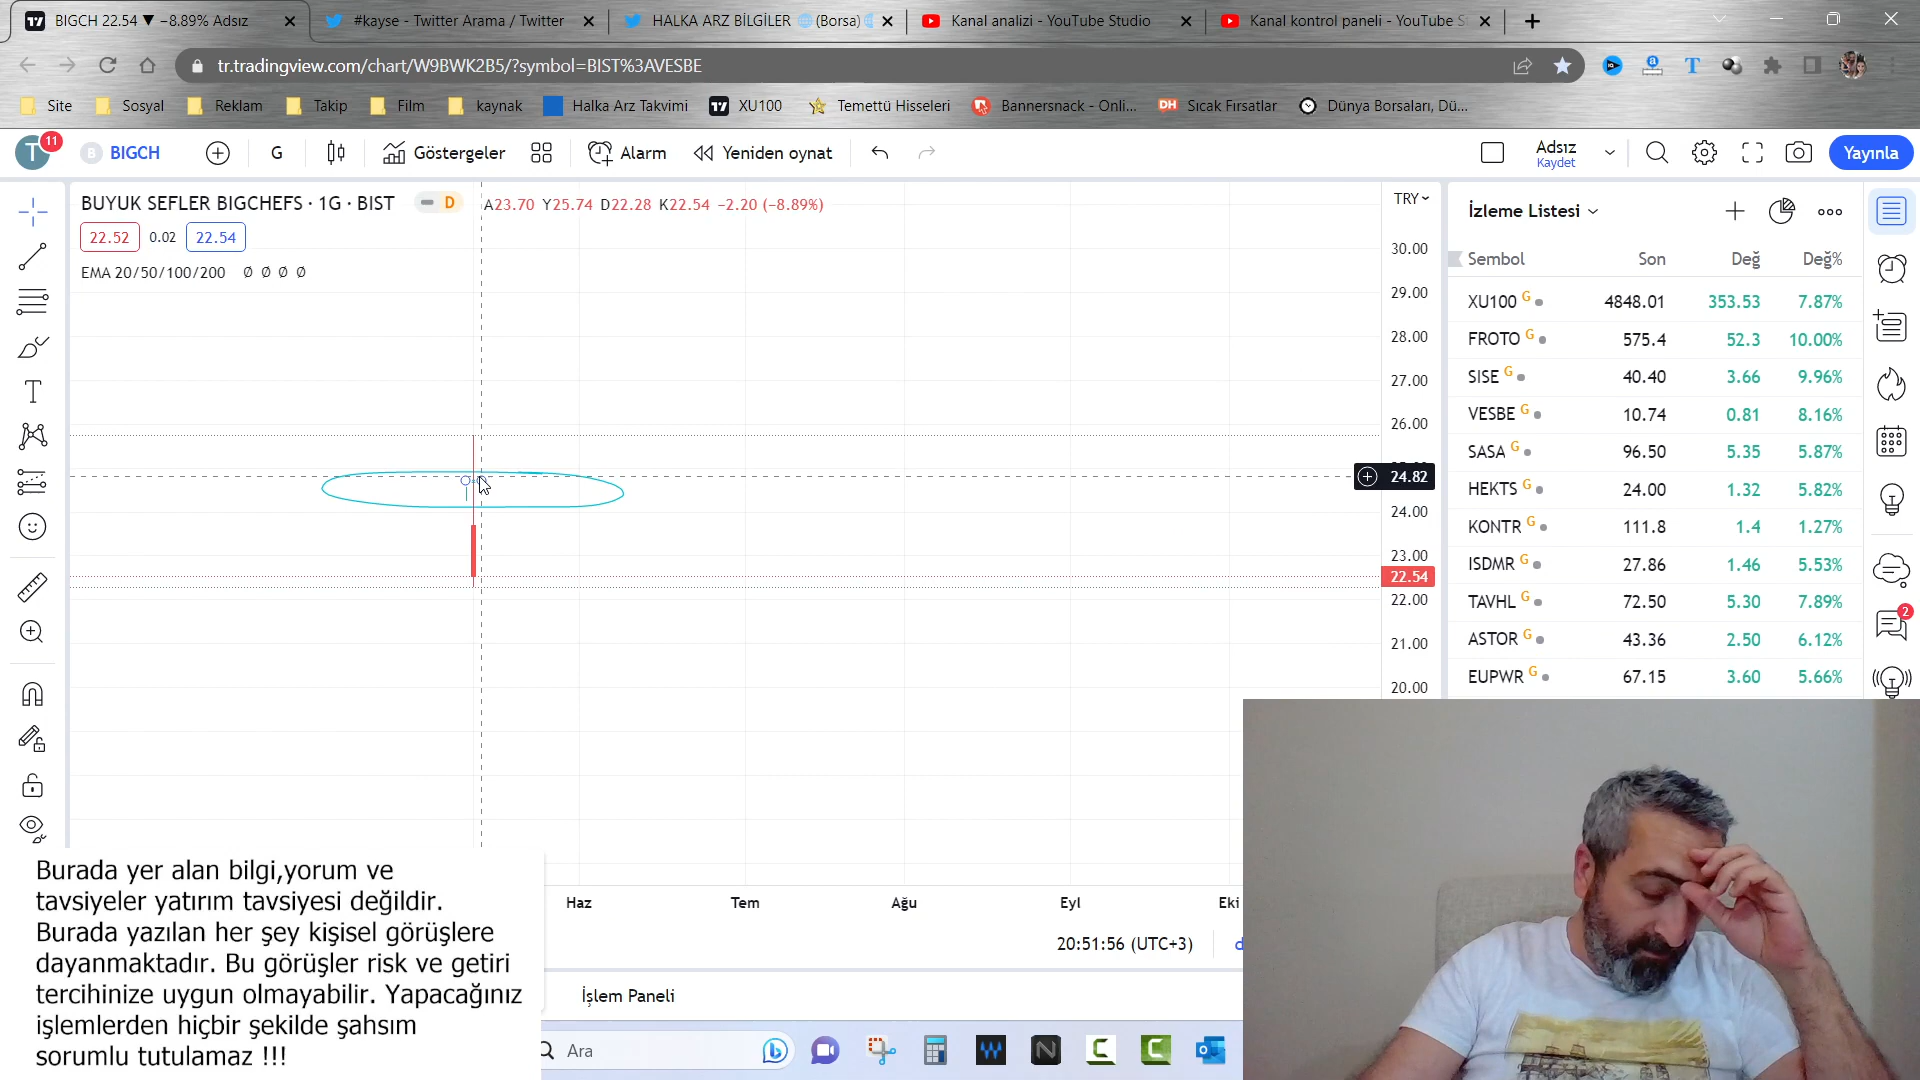 BIGCH 22.54 ▼ −8.89% Adsız
#kayse - Twitter Arama / Twitter
HALKA ARZ BİLGİLER 🌐(Borsa)
Kanal analizi - YouTube Studio
Kanal kontrol paneli - YouTube S
tr.tradingview.com/chart/W9BWK2B5/?symbol=BIST%3AVESBE
Site
Sosyal
Reklam
Takip
Film
kaynak
Halka Arz Takvimi
XU100
Temettü Hisseleri
Bannersnack - Onli...
DH Sıcak Fırsatlar
Dünya Borsaları, Dü...
T 11
B BIGCH
G
Göstergeler
Alarm
Yeniden oynat
Adsız
Kaydet
Yayınla
BUYUK SEFLER BIGCHEFS · 1G · BIST
D
A23.70 Y25.74 D22.28 K22.54 −2.20 (−8.89%)
22.52 0.02 22.54
EMA 20/50/100/200 Ø Ø Ø Ø
TRY
30.00
29.00
28.00
27.00
26.00
24.82
24.00
23.00
22.54
22.00
21.00
20.00
İzleme Listesi
Sembol Son Değ Değ%
XU100 G 4848.01 353.53 7.87%
FROTO G 575.4 52.3 10.00%
SISE G 40.40 3.66 9.96%
VESBE G 10.74 0.81 8.16%
SASA G 96.50 5.35 5.87%
HEKTS G 24.00 1.32 5.82%
KONTR G 111.8 1.4 1.27%
ISDMR G 27.86 1.46 5.53%
TAVHL G 72.50 5.30 7.89%
ASTOR G 43.36 2.50 6.12%
EUPWR G 67.15 3.60 5.66%
2
Haz Tem Ağu Eyl Eki
20:51:56 (UTC+3)
İşlem Paneli
Ara
Burada yer alan bilgi,yorum ve
tavsiyeler yatırım tavsiyesi değildir.
Burada yazılan her şey kişisel görüşlere
dayanmaktadır. Bu görüşler risk ve getiri
tercihinize uygun olmayabilir. Yapacağınız
işlemlerden hiçbir şekilde şahsım
sorumlu tutulamaz !!!